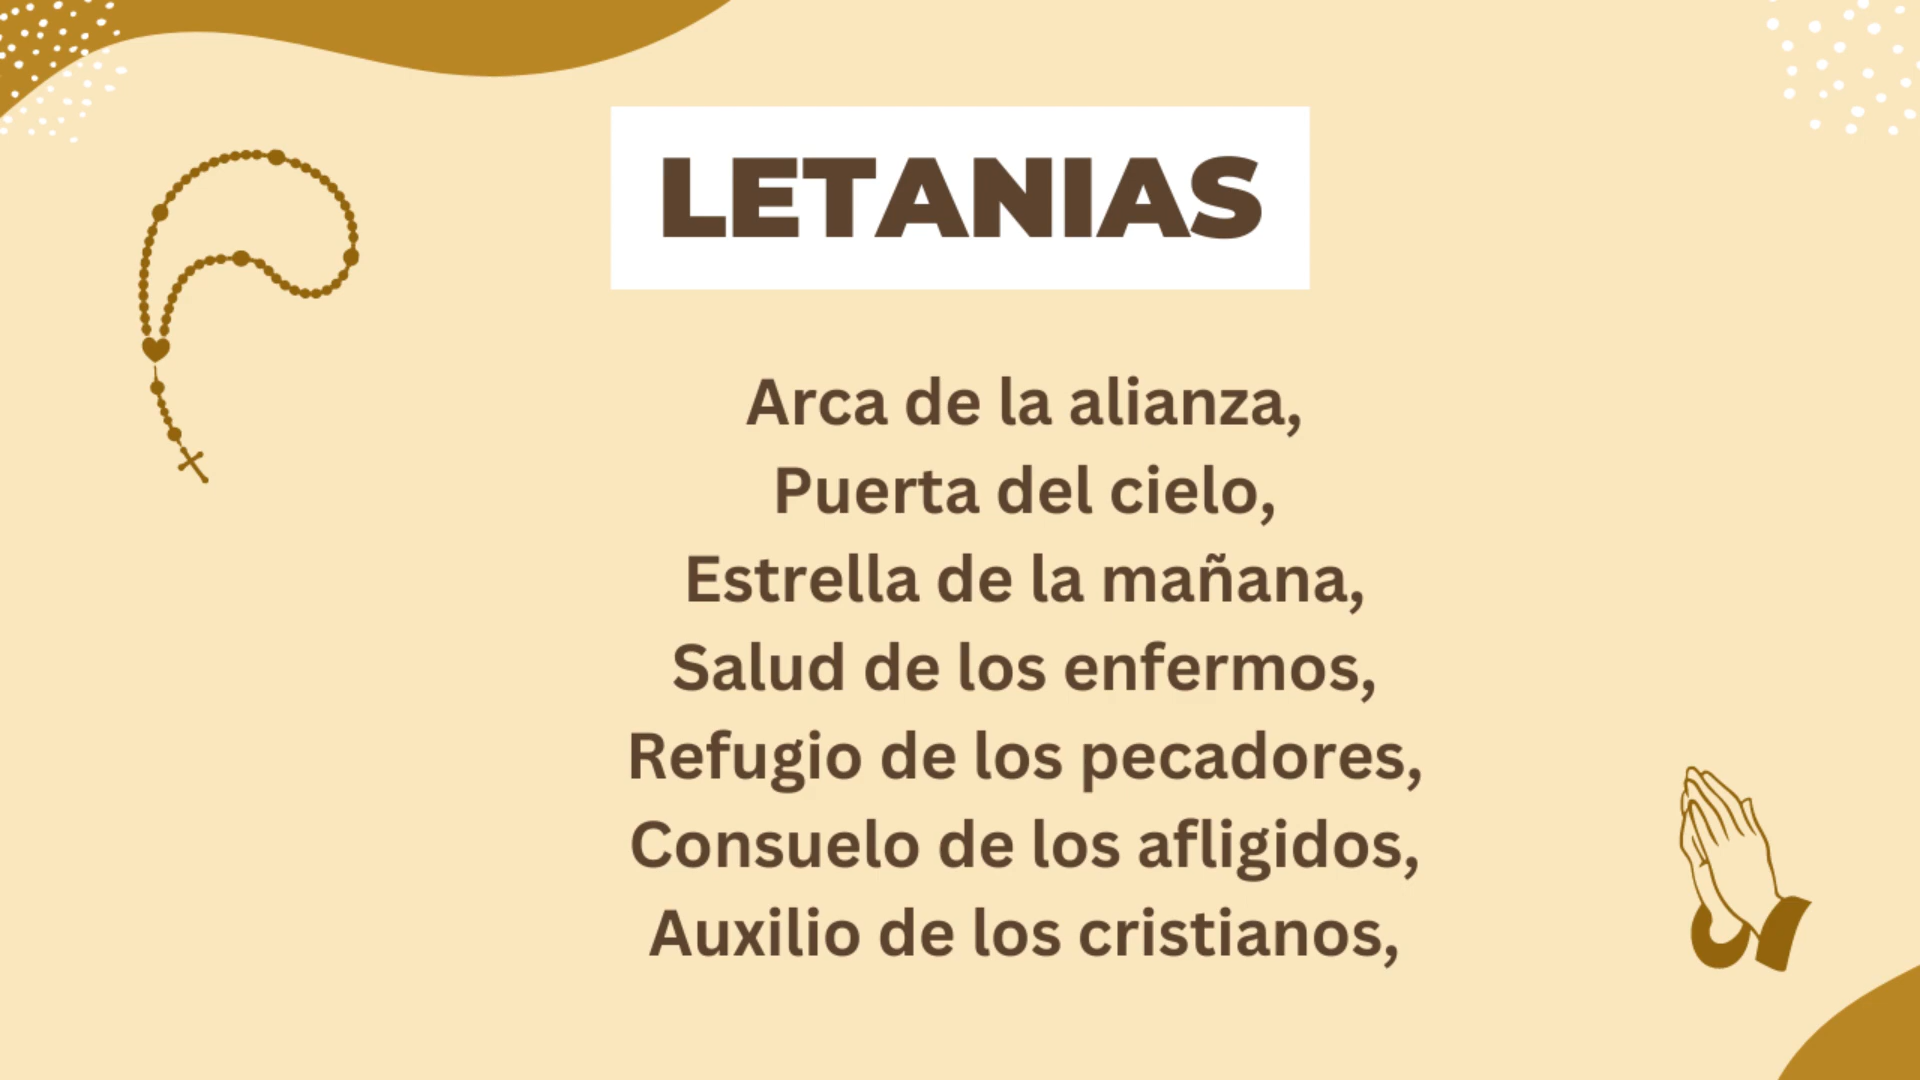 LETANIAS
Arca de la alianza,
Puerta del cielo,
Estrella de la mañana,
Salud de los enfermos,
Refugio de los pecadores,
Consuelo de los afligidos,
Auxilio de los cristianos,